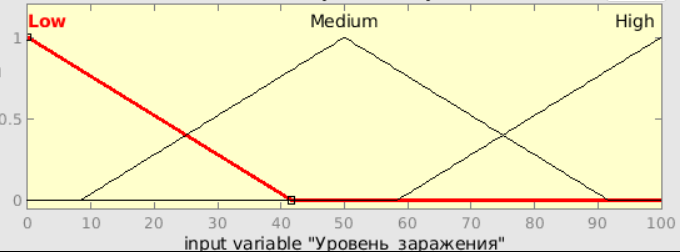 Low Medium High
1
0.5
0
0 10 20 30 40 50 60 70 80 90 100
input variable "Уровень заражения"